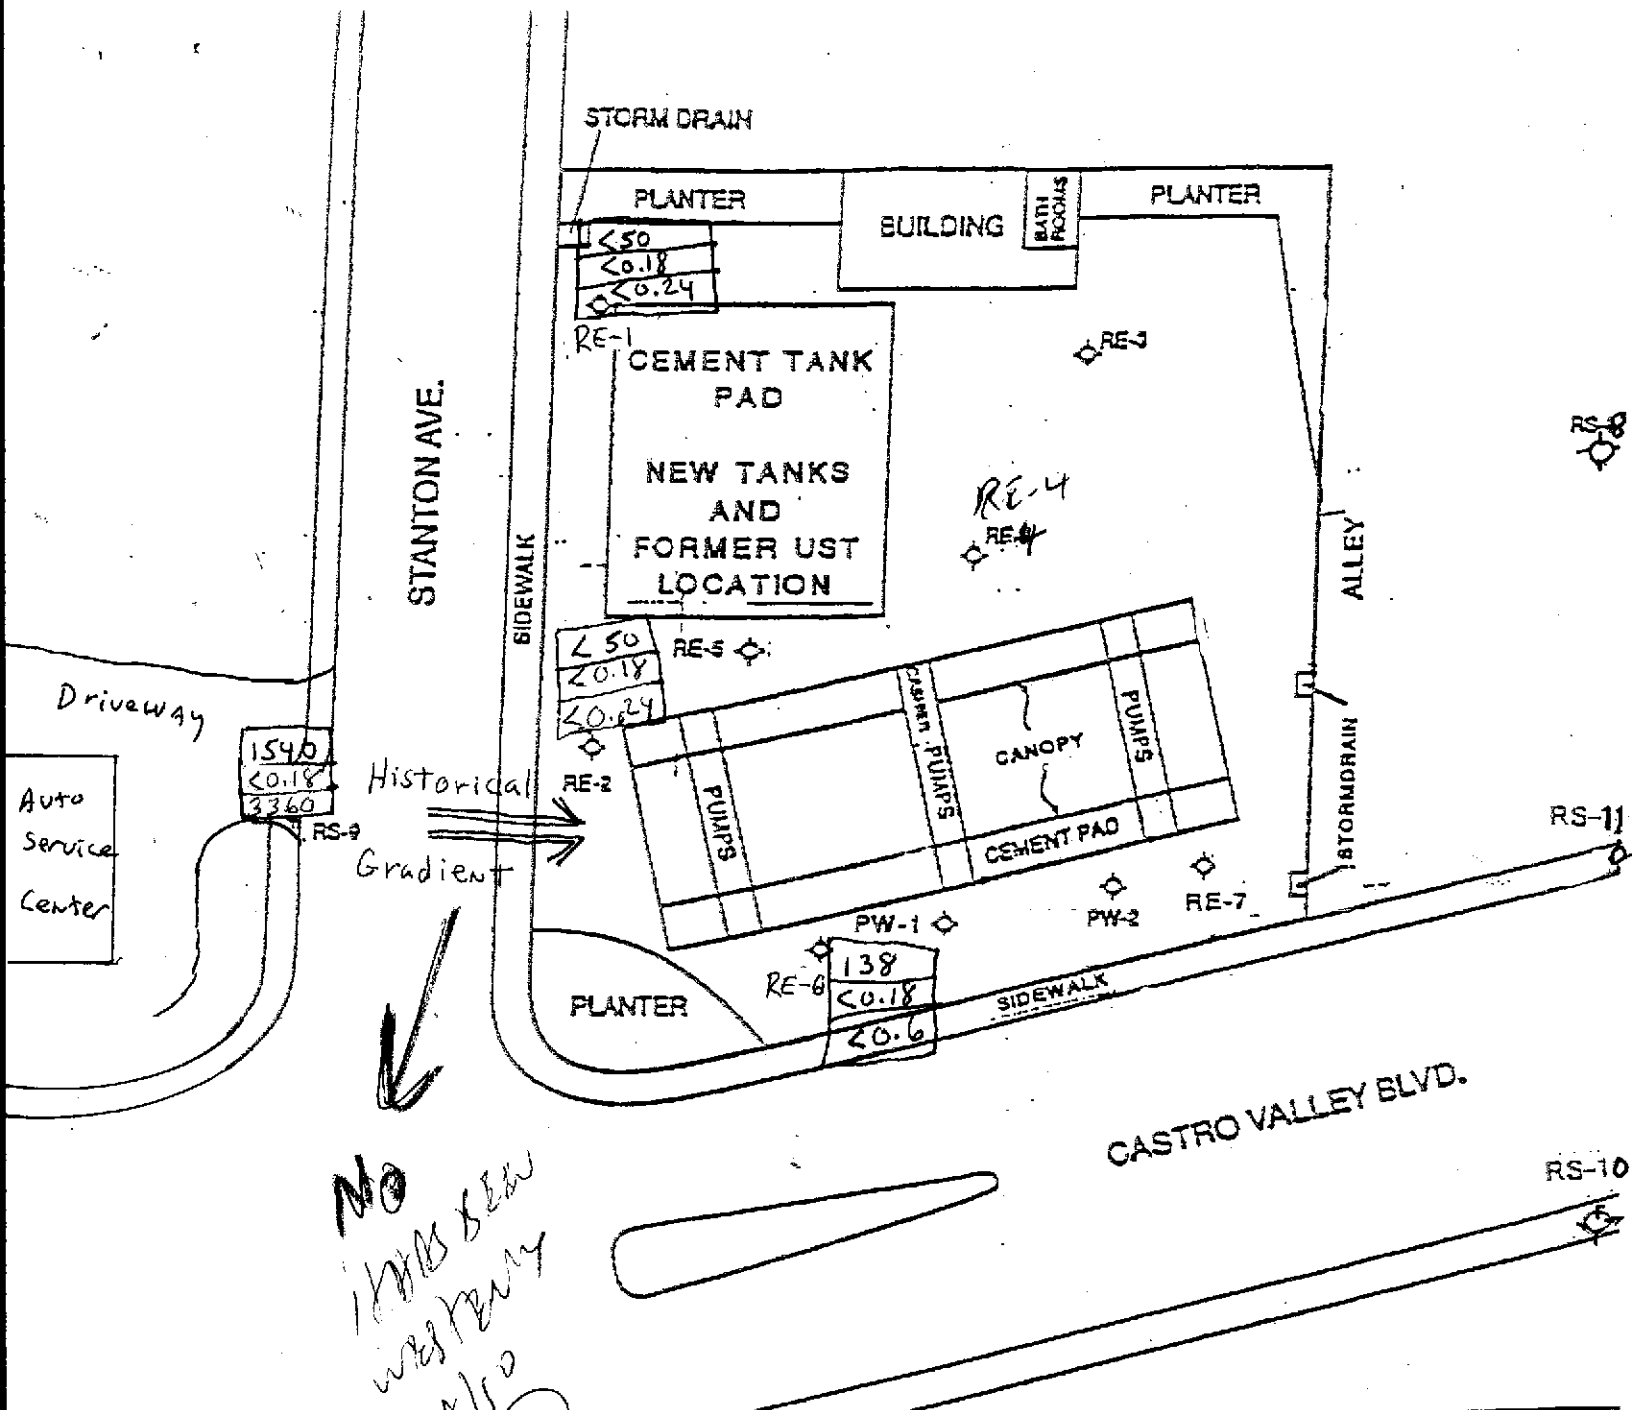 STORM DRAIN
PLANTER
BUILDING
BATH
ROOMS
PLANTER
<50
<0.18
<0.24
RE-1
CEMENT TANK
PAD
NEW TANKS
AND
FORMER UST
LOCATION
RE-3
RS-8
RE-4
RE-4
STANTON AVE.
SIDEWALK
ALLEY
<50
<0.18
<0.24
RE-5
RE-2
Driveway
1540
<0.18
3360
RS-9
Auto
Service
Center
Historical
Gradient
PUMPS
CASHIER PUMPS
CANOPY
PUMPS
CEMENT PAD
STORMDRAIN
RS-11
PW-1
PW-2
RE-7
RE-6
138
<0.18
<0.6
PLANTER
SIDEWALK
CASTRO VALLEY BLVD.
RS-10
NO
it HAS BEEN
WESTERLY